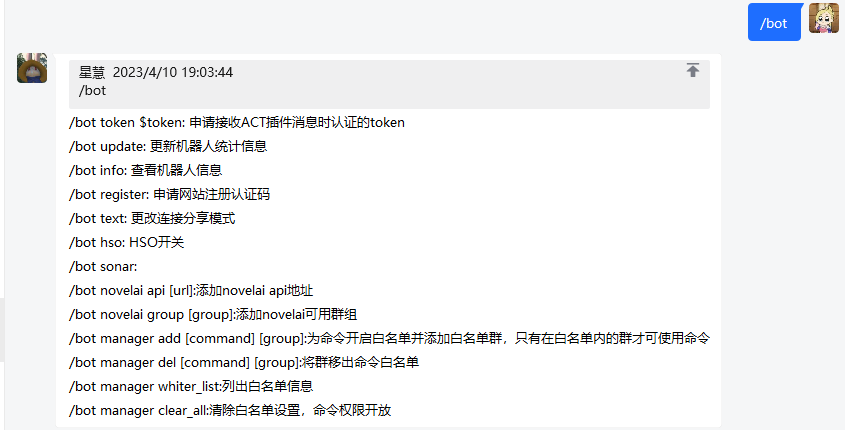 /bot
星慧 2023/4/10 19:03:44
/bot
/bot token $token: 申请接收ACT插件消息时认证的token
/bot update: 更新机器人统计信息
/bot info: 查看机器人信息
/bot register: 申请网站注册认证码
/bot text: 更改连接分享模式
/bot hso: HSO开关
/bot sonar:
/bot novelai api [url]:添加novelai api地址
/bot novelai group [group]:添加novelai可用群组
/bot manager add [command] [group]:为命令开启白名单并添加白名单群，只有在白名单内的群才可使用命令
/bot manager del [command] [group]:将群移出命令白名单
/bot manager whiter_list:列出白名单信息
/bot manager clear_all:清除白名单设置，命令权限开放